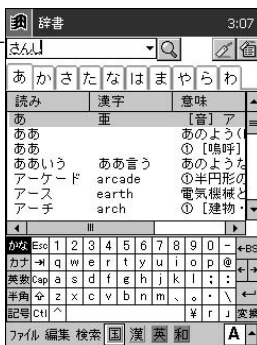 辞書 3:07
さんし
あ か さ た な は ま や ら わ
読み 漢字 意味
あ 亜 [音] ア
ああ あのよう(
ああ ① [嗚呼]
ああいう ああ言う あのような
アーケード arcade ①半円形の
アース earth 電気機械と
アーチ arch ① [建物・
かな Esc 1 2 3 4 5 6 7 8 9 0 - ←BS
カナ q w e r t y u i o p @
英数 Cap a s d f g h j k l ; :
半角 z x c v b n m 、 。 ・ \
記号 Ctl ^ ¥ r j 変換
ファイル 編集 検索 国 漢 英 和 A